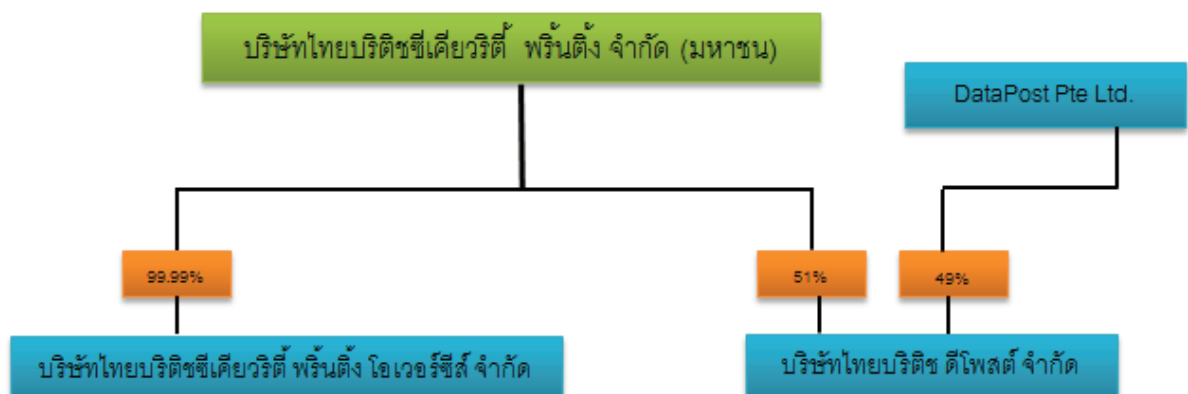 บริษัทไทยบริติชซีเคียวริตี้ พริ้นติ้ง จำกัด (มหาชน)
DataPost Pte Ltd.
99.99%
51%
49%
บริษัทไทยบริติชซีเคียวริตี้ พริ้นติ้ง โอเวอร์ซีส์ จำกัด
บริษัทไทยบริติช ดีโพสต์ จำกัด